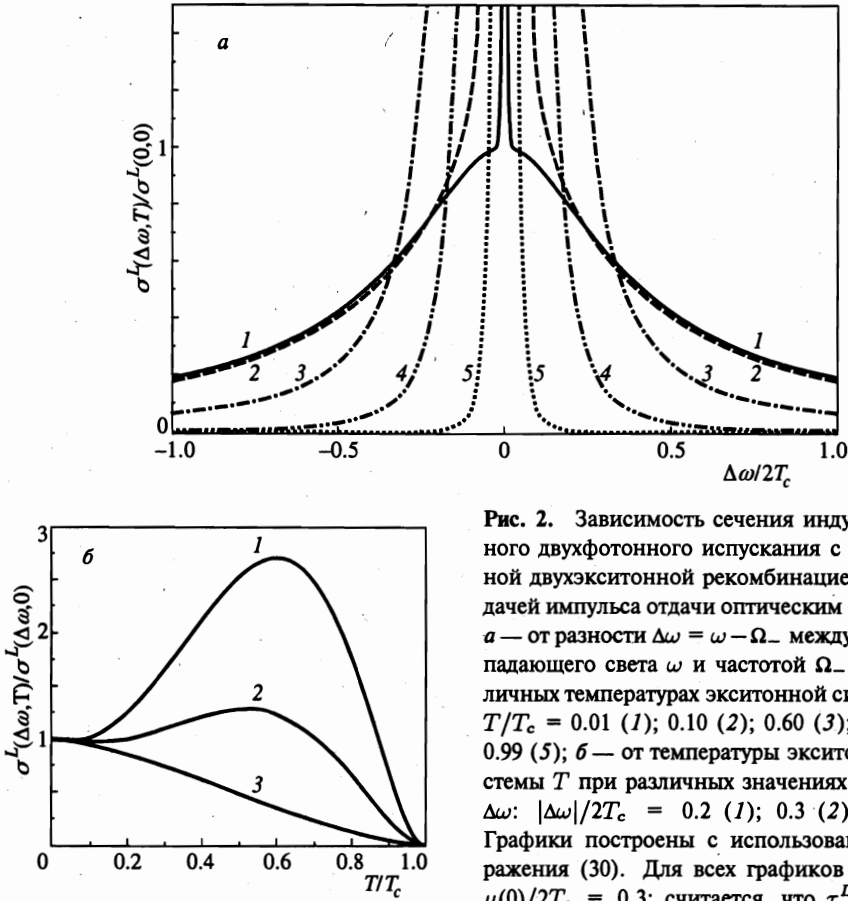 а
σ^L(Δω,T)/σ^L(0,0)
1
0
1 1
2 3 4 5 5 4 3 2
–1.0 –0.5 0 0.5 1.0
Δω/2T_c
б
σ^L(Δω,T)/σ^L(Δω,0)
3
2
1
1
2
3
0 0.2 0.4 0.6 0.8 1.0
T/T_c
Рис. 2. Зависимость сечения инду
ного двухфотонного испускания с
ной двухэкситонной рекомбинацие
дачей импульса отдачи оптическим
а — от разности Δω = ω – Ω_– между
падающего света ω и частотой Ω_–
личных температурах экситонной си
T/T_c = 0.01 (1); 0.10 (2); 0.60 (3);
0.99 (5); б — от температуры эксито
стемы T при различных значениях
Δω: |Δω|/2T_c = 0.2 (1); 0.3 (2)
Графики построены с использован
ражения (30). Для всех графиков
μ(0)/2T_c = 0.3; считается, что